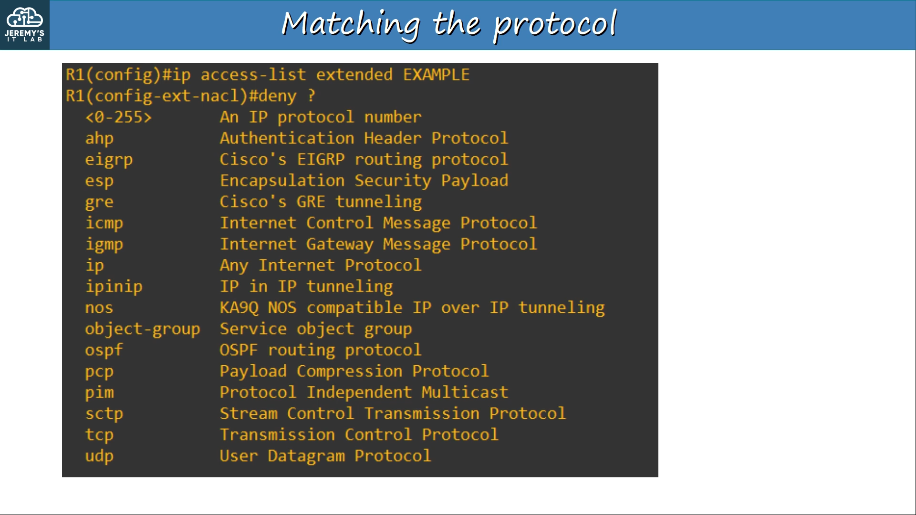 Matching the protocol
JEREMY'S
IT LAB
R1(config)#ip access-list extended EXAMPLE
R1(config-ext-nacl)#deny ?
<0-255> An IP protocol number
ahp Authentication Header Protocol
eigrp Cisco's EIGRP routing protocol
esp Encapsulation Security Payload
gre Cisco's GRE tunneling
icmp Internet Control Message Protocol
igmp Internet Gateway Message Protocol
ip Any Internet Protocol
ipinip IP in IP tunneling
nos KA9Q NOS compatible IP over IP tunneling
object-group Service object group
ospf OSPF routing protocol
pcp Payload Compression Protocol
pim Protocol Independent Multicast
sctp Stream Control Transmission Protocol
tcp Transmission Control Protocol
udp User Datagram Protocol